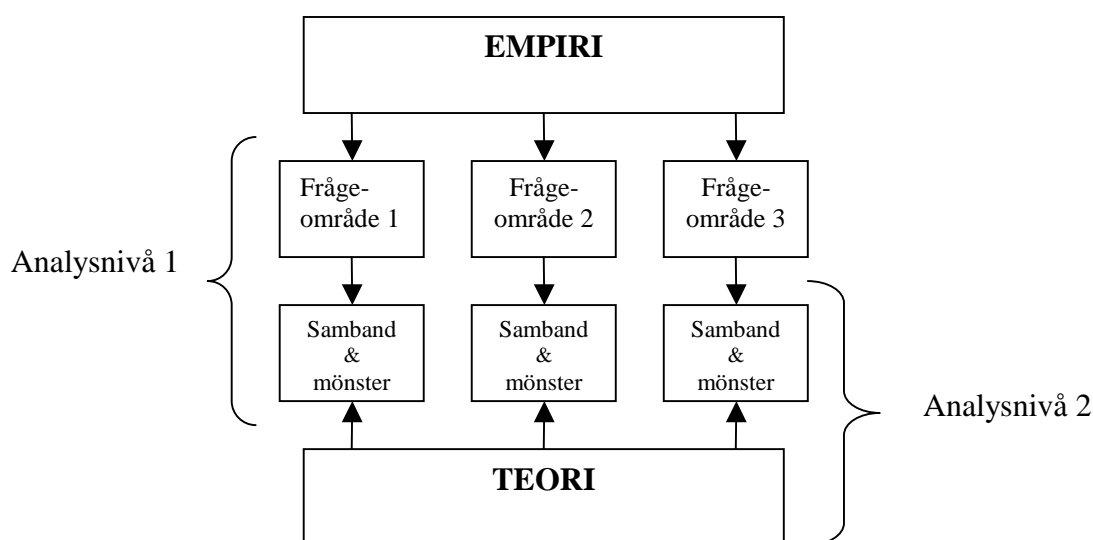 EMPIRI
Fråge-
område 1
Fråge-
område 2
Fråge-
område 3
Analysnivå 1
Samband
&
mönster
Samband
&
mönster
Samband
&
mönster
Analysnivå 2
TEORI